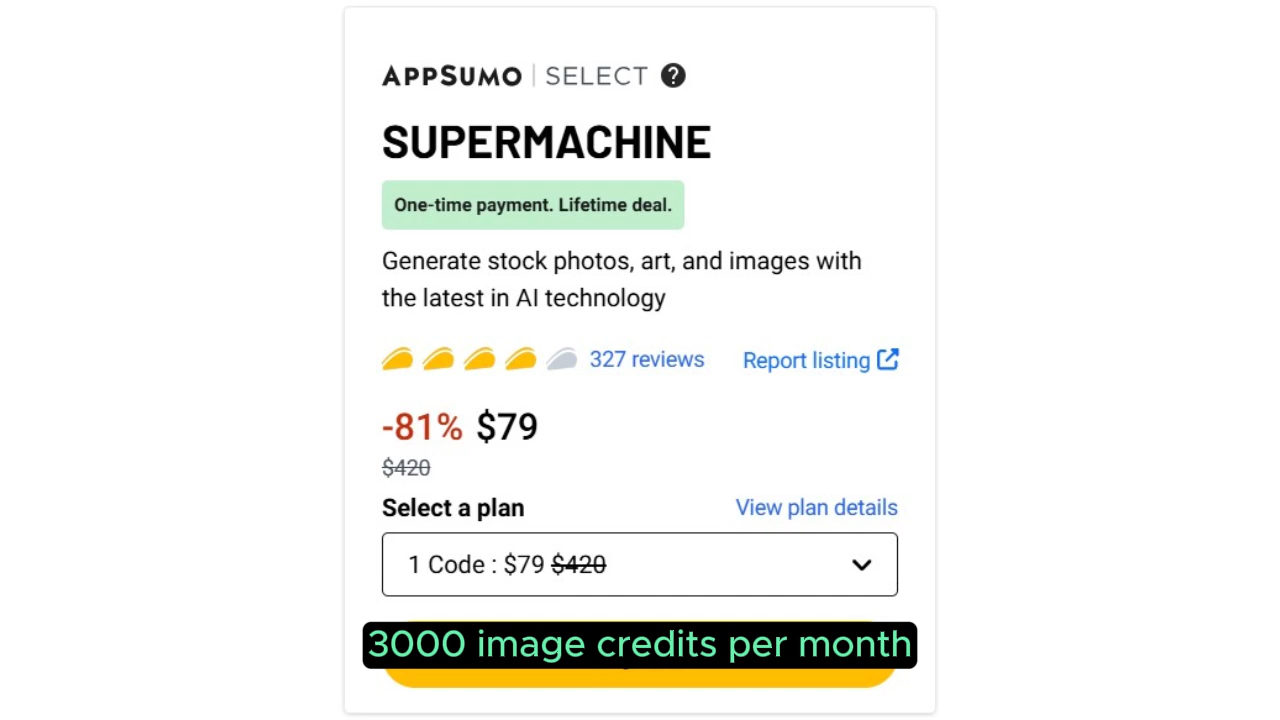 APPSUMO | SELECT ?
SUPERMACHINE
One-time payment. Lifetime deal.
Generate stock photos, art, and images with
the latest in AI technology
327 reviews Report listing
-81% $79
$420
Select a plan View plan details
1 Code : $79 $420
3000 image credits per month